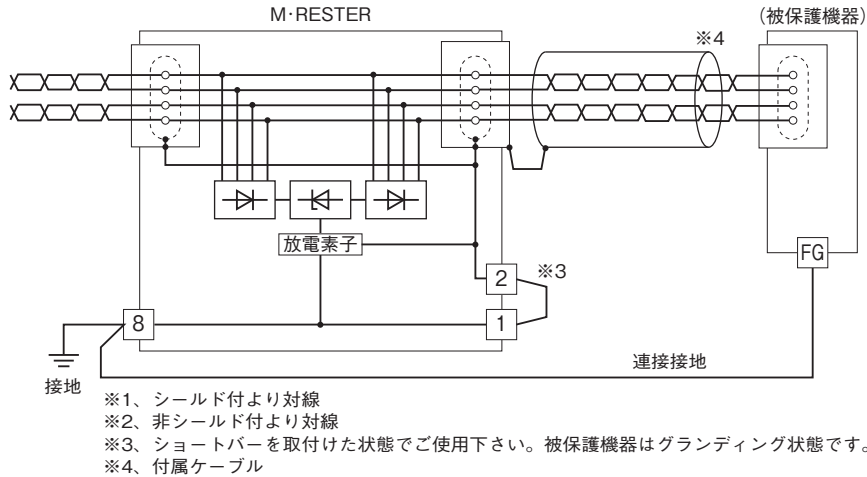 M･RESTER
(被保護機器)
※4
放電素子
FG
2
※3
8
1
接地
連接接地
※1、シールド付より対線
※2、非シールド付より対線
※3、ショートバーを取付けた状態でご使用下さい。被保護機器はグランディング状態です。
※4、付属ケーブル